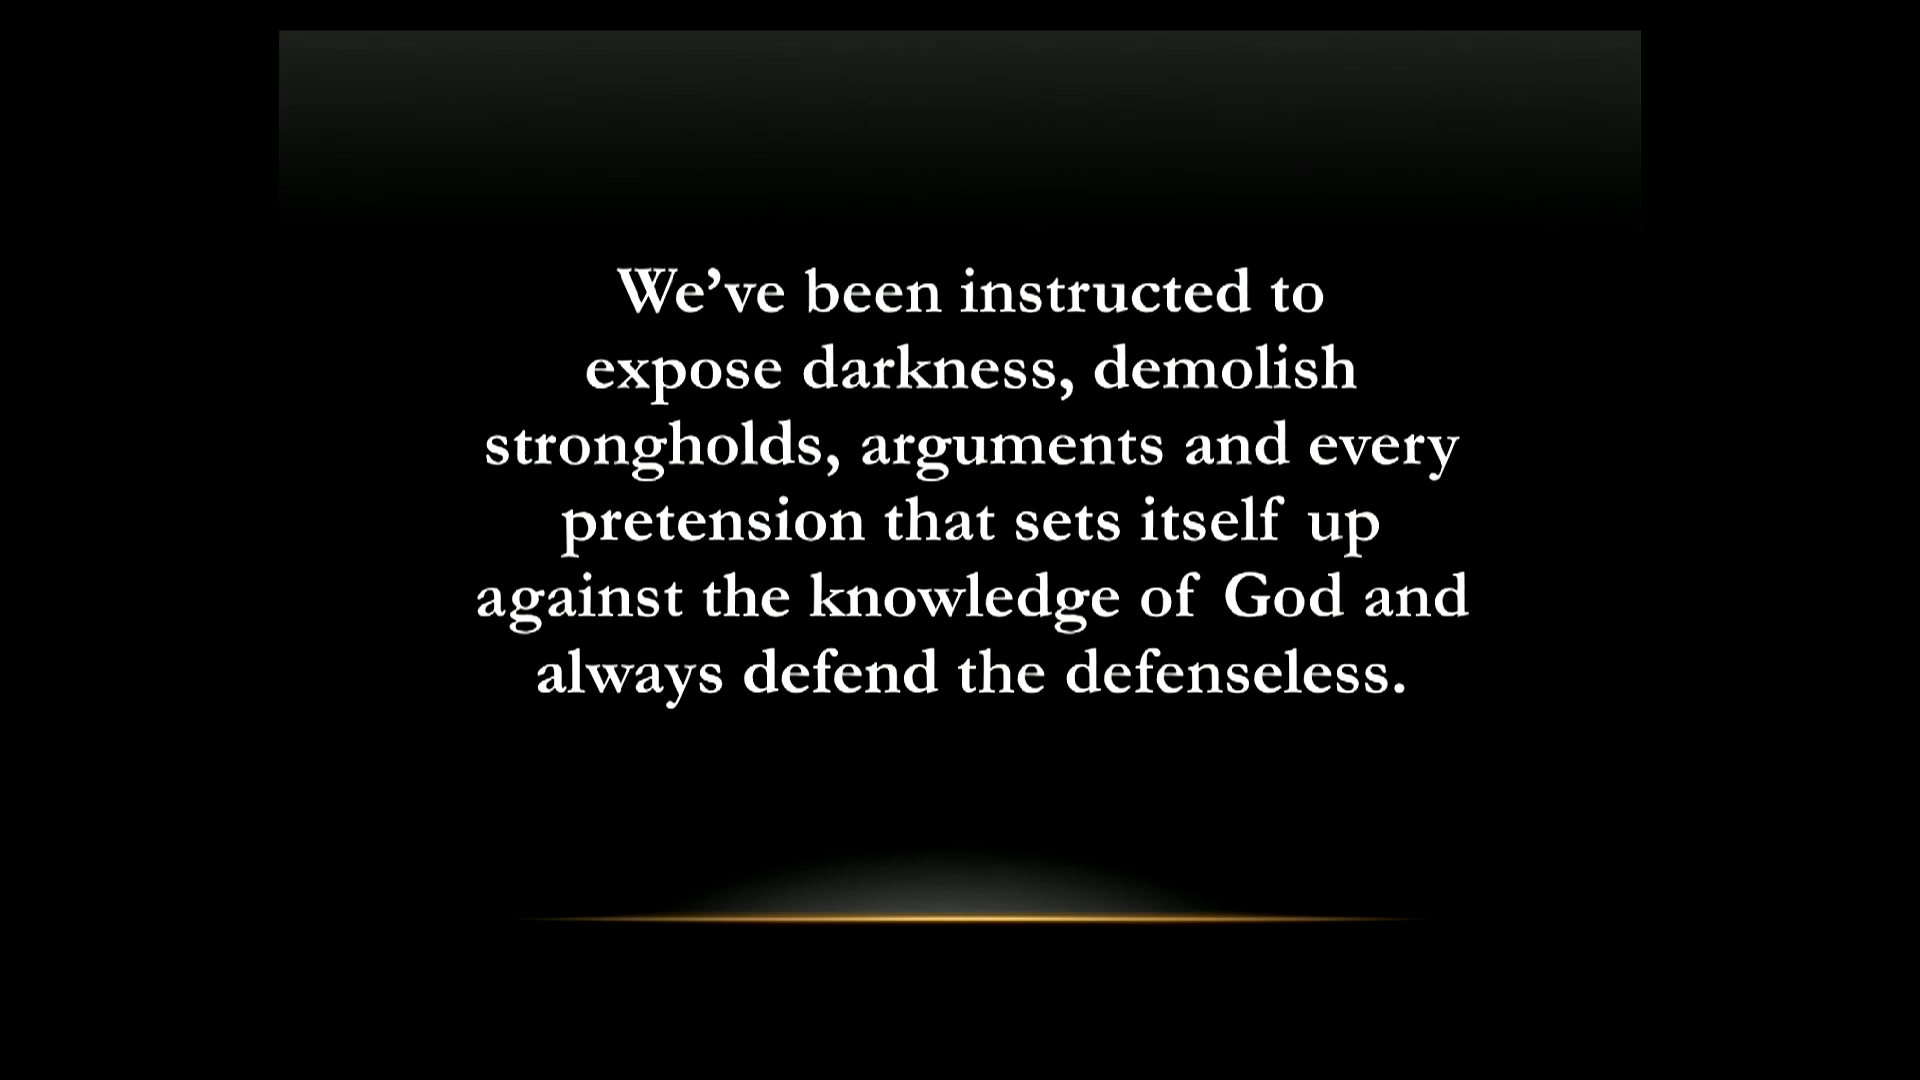 We’ve been instructed to
expose darkness, demolish
strongholds, arguments and every
pretension that sets itself up
against the knowledge of God and
always defend the defenseless.